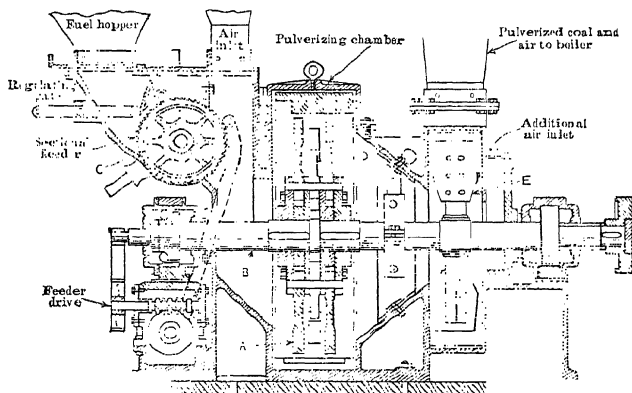 Fuel hopper
Air
inlet
Pulverizing chamber
Pulverized coal and
air to boiler
Additional
air inlet
E
C
B
Feeder
drive
A